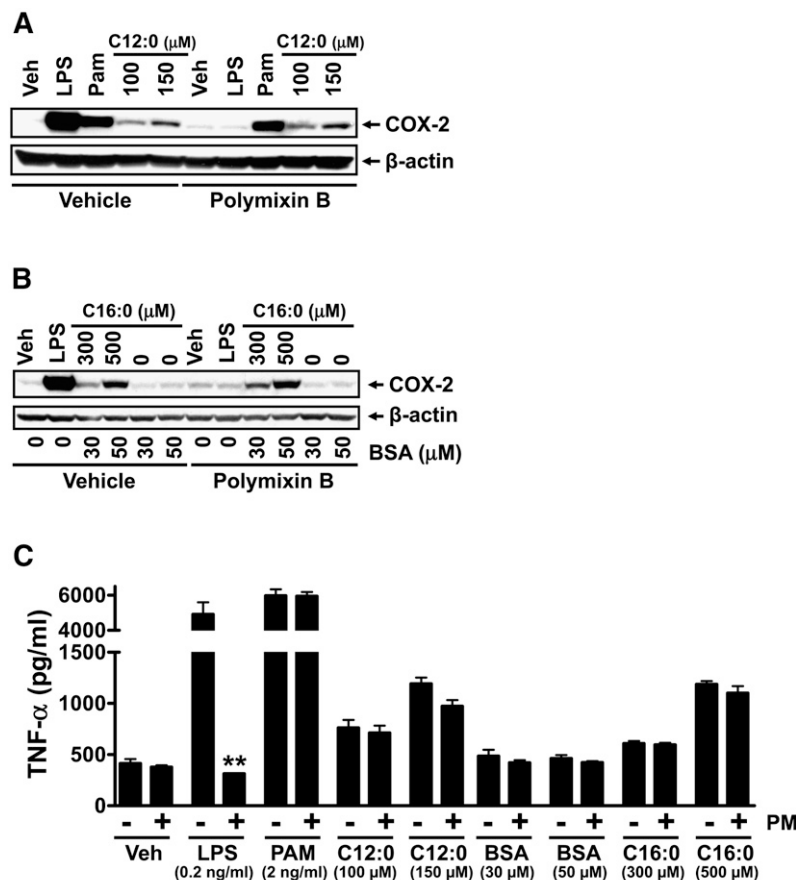 A
C12:0 (µM) C12:0 (µM)
Veh LPS Pam 100 150 Veh LPS Pam 100 150
COX-2
β-actin
Vehicle Polymixin B
B
C16:0 (µM) C16:0 (µM)
Veh LPS 300 500 0 0 Veh LPS 300 500 0 0
COX-2
β-actin
0 0 30 50 30 50 0 0 30 50 30 50 BSA (µM)
Vehicle Polymixin B
C
TNF-α (pg/ml)
6000
4000
1500
1000
500
0
**
- + - + - + - + - + - + - + - + - + PM
Veh LPS PAM C12:0 C12:0 BSA BSA C16:0 C16:0
(0.2 ng/ml) (2 ng/ml) (100 µM) (150 µM) (30 µM) (50 µM) (300 µM) (500 µM)